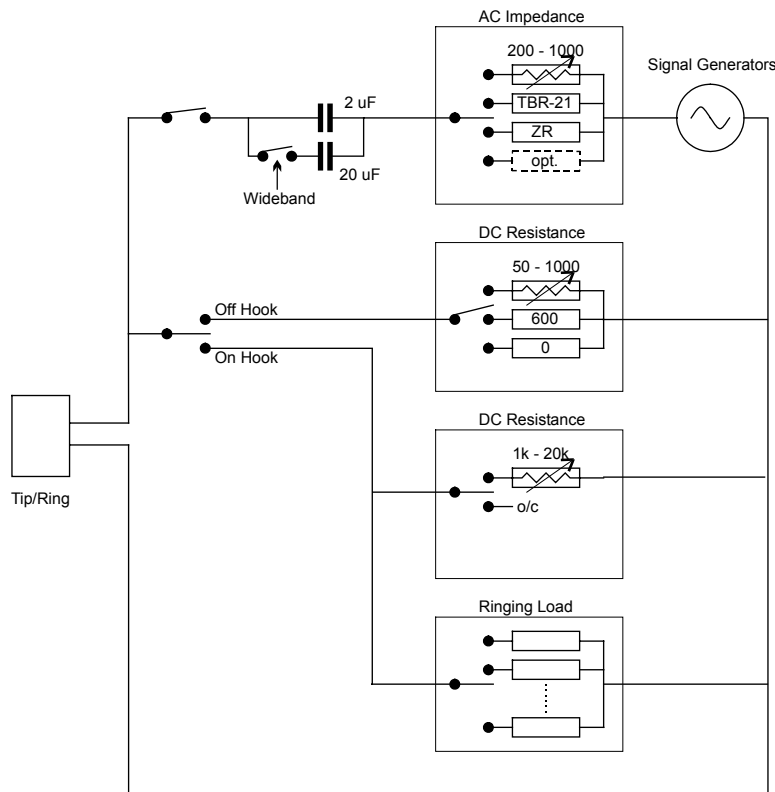 AC Impedance
200 - 1000
Signal Generators
2 uF
TBR-21
ZR
opt.
20 uF
Wideband
DC Resistance
50 - 1000
Off Hook
600
0
On Hook
DC Resistance
1k - 20k
o/c
Tip/Ring
Ringing Load